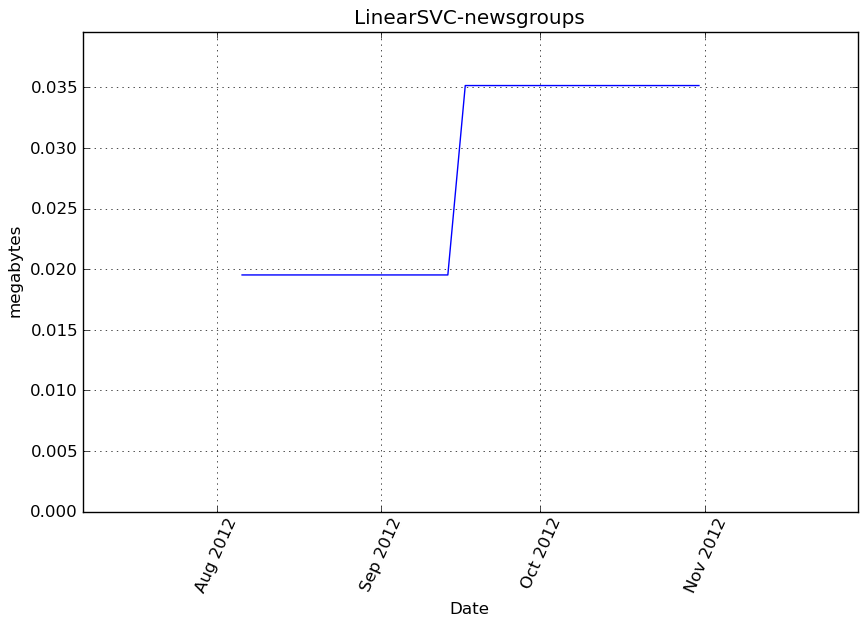 LinearSVC-newsgroups
megabytes
0.035
0.030
0.025
0.020
0.015
0.010
0.005
0.000
Aug 2012
Sep 2012
Oct 2012
Nov 2012
Date